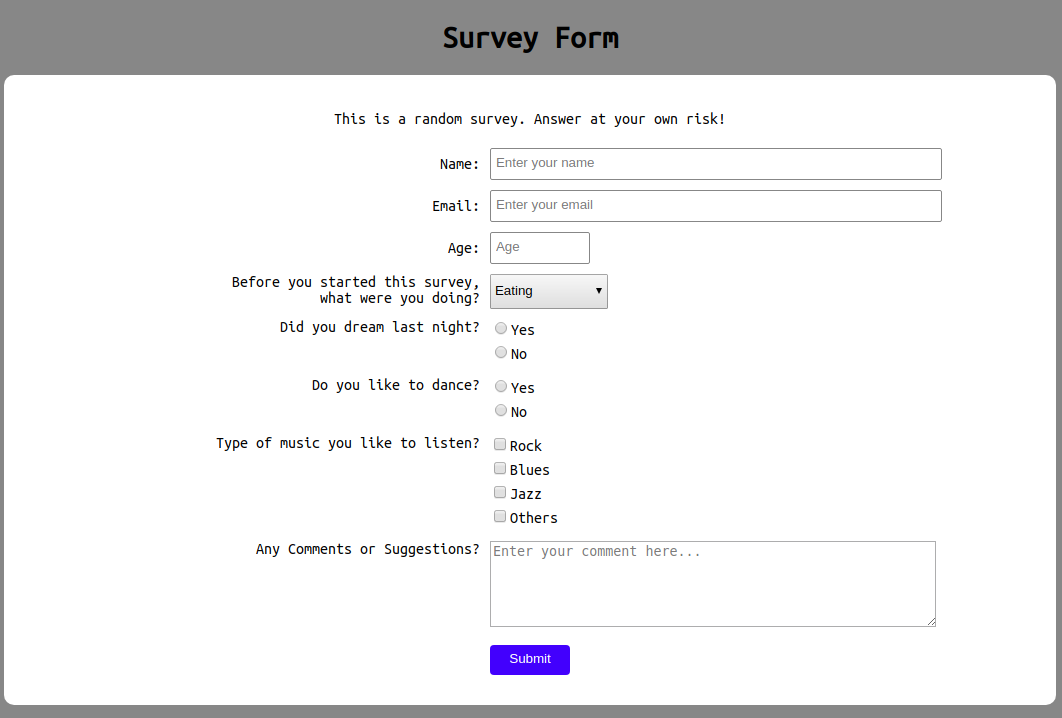 Survey Form
This is a random survey. Answer at your own risk!
Name: Enter your name
Email: Enter your email
Age: Age
Before you started this survey,
what were you doing? Eating
Did you dream last night? Yes
No
Do you like to dance? Yes
No
Type of music you like to listen? Rock
Blues
Jazz
Others
Any Comments or Suggestions? Enter your comment here...
Submit